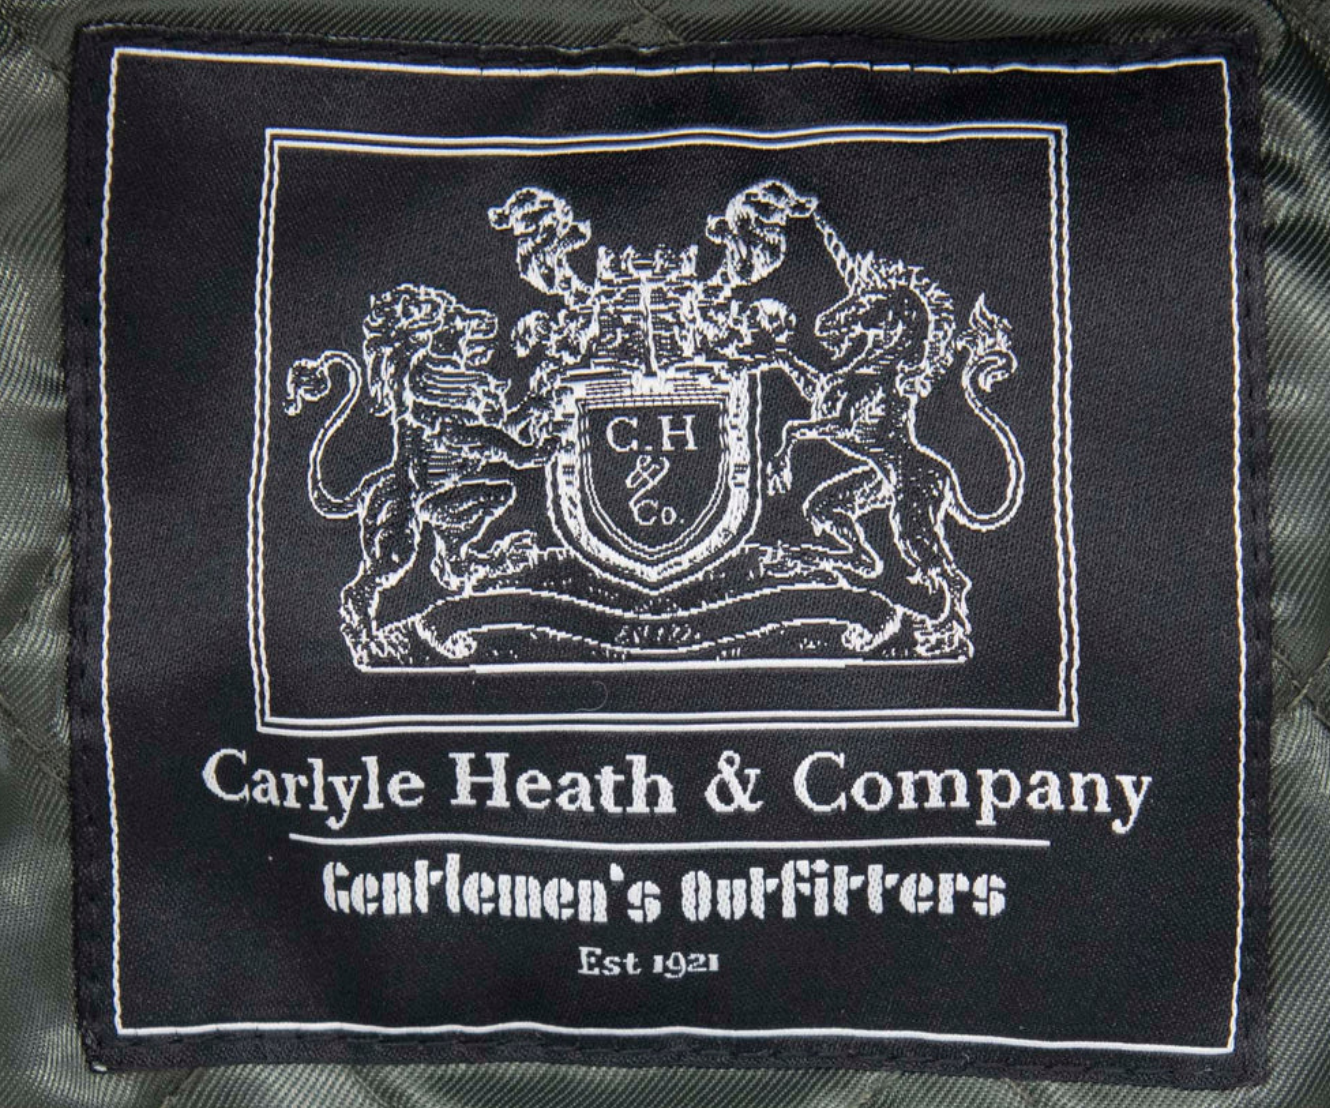 C.H
&
Co.
Carlyle Heath & Company
Gentlemen's Outfitters
Est 1921